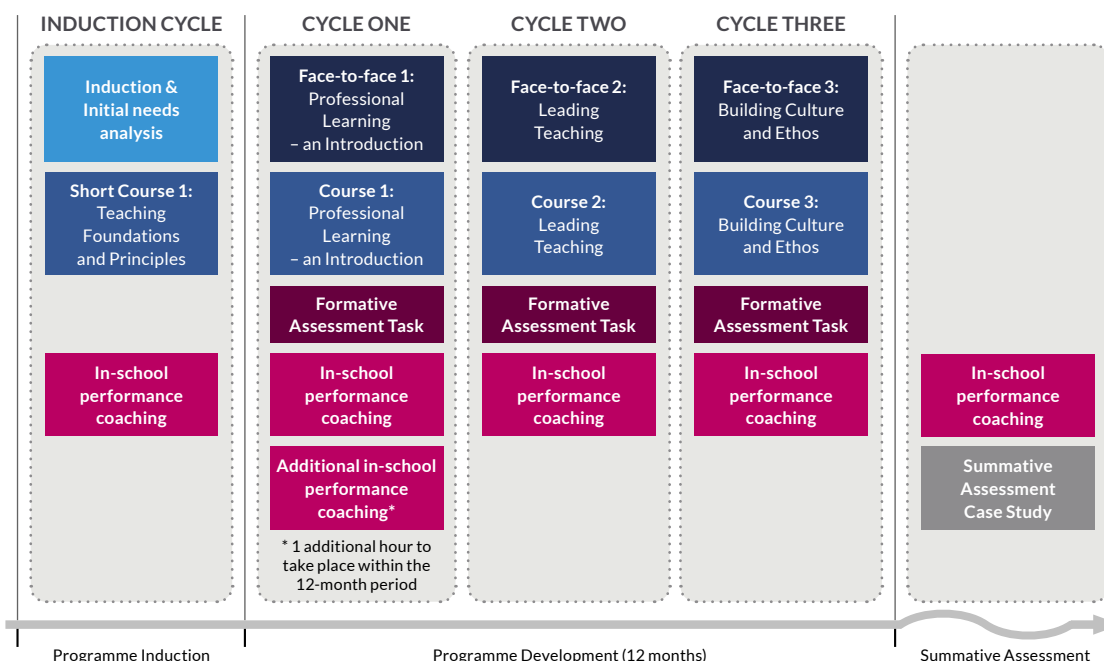 INDUCTION CYCLE
Induction &
Initial needs
analysis
Short Course 1:
Teaching
Foundations
and Principles
In-school
performance
coaching
CYCLE ONE
Face-to-face 1:
Professional
Learning
– an Introduction
Course 1:
Professional
Learning
– an Introduction
Formative
Assessment Task
In-school
performance
coaching
Additional in-school
performance
coaching*
* 1 additional hour to
take place within the
12-month period
CYCLE TWO
Face-to-face 2:
Leading
Teaching
Course 2:
Leading
Teaching
Formative
Assessment Task
In-school
performance
coaching
CYCLE THREE
Face-to-face 3:
Building Culture
and Ethos
Course 3:
Building Culture
and Ethos
Formative
Assessment Task
In-school
performance
coaching
In-school
performance
coaching
Summative
Assessment
Case Study
Programme Induction
Programme Development (12 months)
Summative Assessment